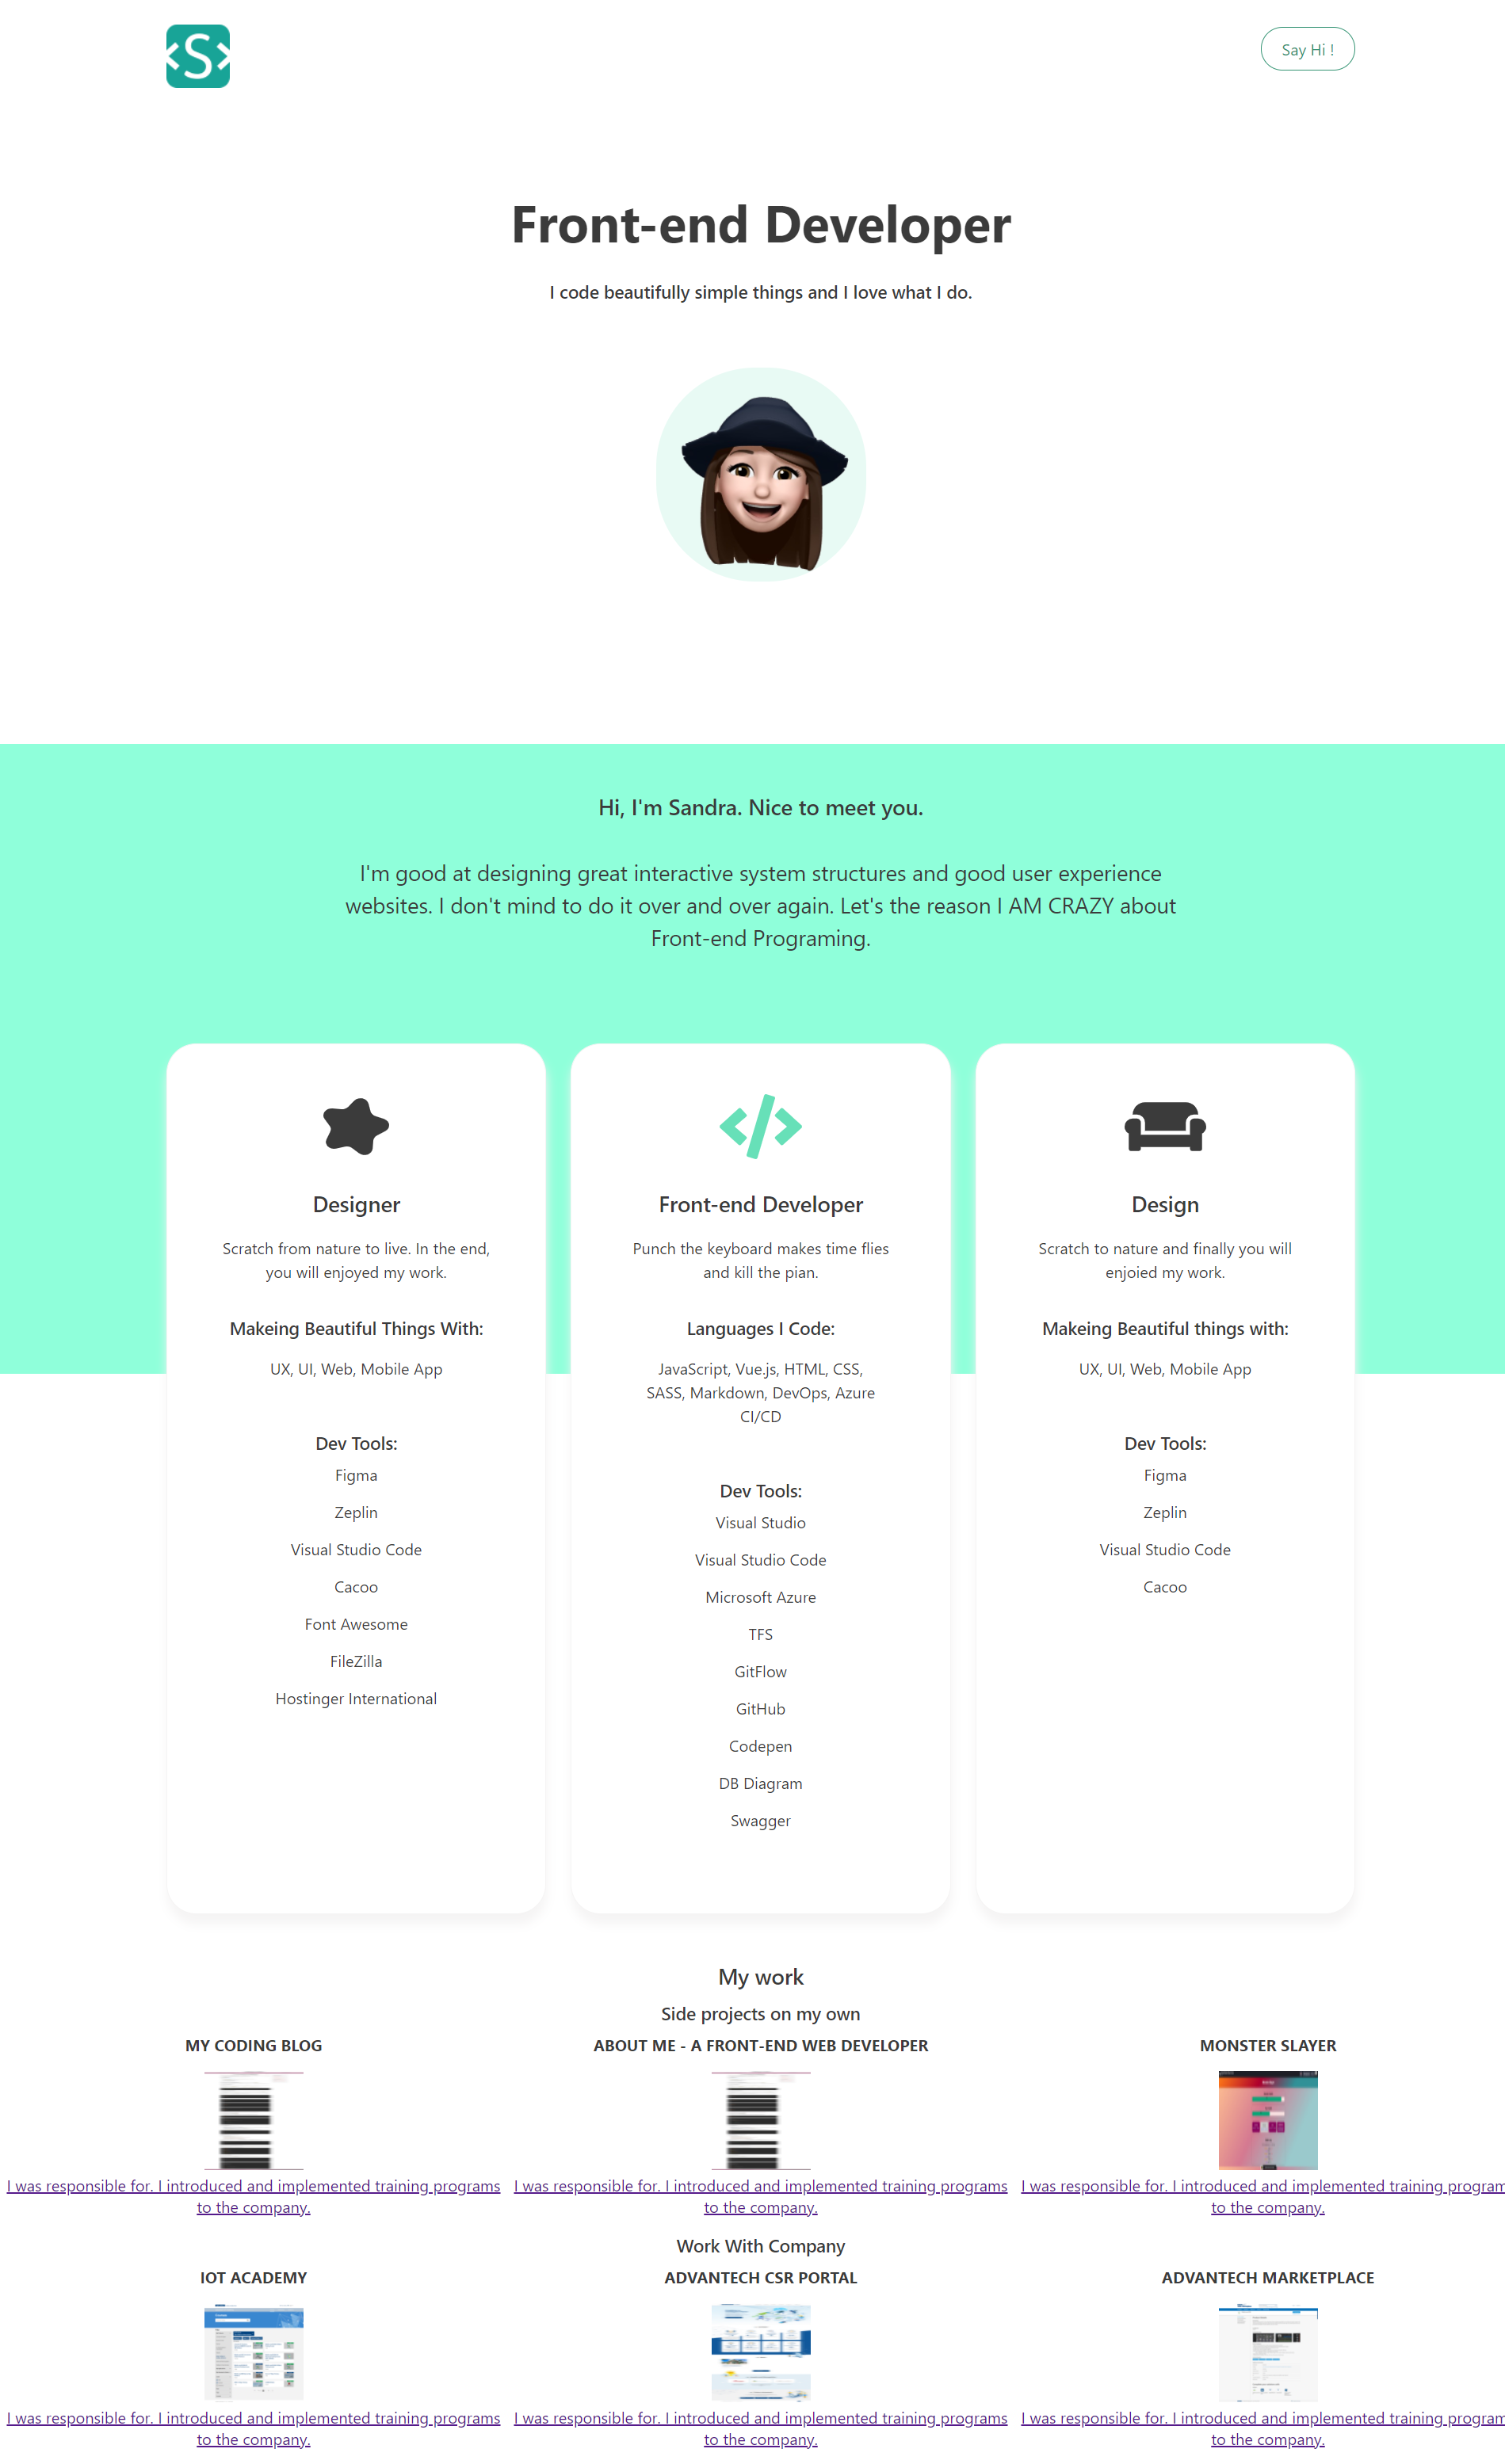 <S>
Say Hi !
Front-end Developer
I code beautifully simple things and I love what I do.
Hi, I'm Sandra. Nice to meet you.
I'm good at designing great interactive system structures and good user experience
websites. I don't mind to do it over and over again. Let's the reason I AM CRAZY about
Front-end Programing.
Designer
Scratch from nature to live. In the end,
you will enjoyed my work.
Makeing Beautiful Things With:
UX, UI, Web, Mobile App
Dev Tools:
Figma
Zeplin
Visual Studio Code
Cacoo
Font Awesome
FileZilla
Hostinger International
</>
Front-end Developer
Punch the keyboard makes time flies
and kill the pian.
Languages I Code:
JavaScript, Vue.js, HTML, CSS,
SASS, Markdown, DevOps, Azure
CI/CD
Dev Tools:
Visual Studio
Visual Studio Code
Microsoft Azure
TFS
GitFlow
GitHub
Codepen
DB Diagram
Swagger
Design
Scratch to nature and finally you will
enjoied my work.
Makeing Beautiful things with:
UX, UI, Web, Mobile App
Dev Tools:
Figma
Zeplin
Visual Studio Code
Cacoo
My work
Side projects on my own
MY CODING BLOG
I was responsible for. I introduced and implemented training programs
to the company.
ABOUT ME - A FRONT-END WEB DEVELOPER
I was responsible for. I introduced and implemented training programs
to the company.
MONSTER SLAYER
I was responsible for. I introduced and implemented training program
to the company.
Work With Company
IOT ACADEMY
I was responsible for. I introduced and implemented training programs
to the company.
ADVANTECH CSR PORTAL
I was responsible for. I introduced and implemented training programs
to the company.
ADVANTECH MARKETPLACE
I was responsible for. I introduced and implemented training program
to the company.